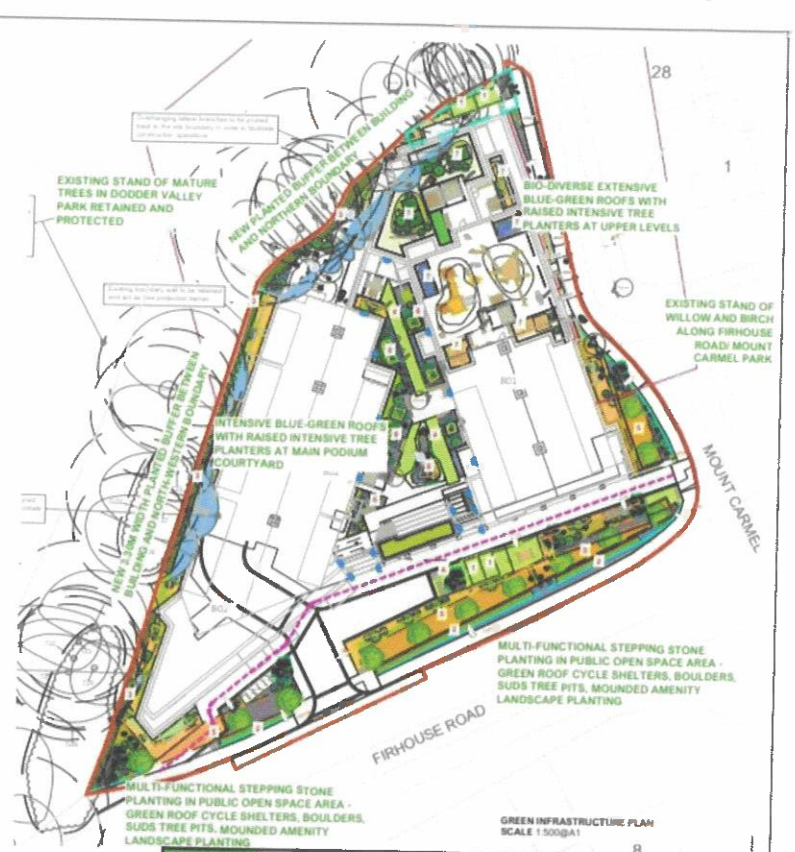 28
1
EXISTING STAND OF MATURE
TREES IN DODDER VALLEY
PARK RETAINED AND
PROTECTED
NEW PLANTED BUFFER BETWEEN BUILDING
AND NORTHERN BOUNDARY
BIO-DIVERSE EXTENSIVE
BLUE-GREEN ROOFS WITH
RAISED INTENSIVE TREE
PLANTERS AT UPPER LEVELS
EXISTING STAND OF
WILLOW AND BIRCH
ALONG FIRHOUSE
ROAD/ MOUNT
CARMEL PARK
NEW 3.30M WIDTH PLANTED BUFFER BETWEEN
BUILDING AND NORTH-WESTERN BOUNDARY
INTENSIVE BLUE-GREEN ROOFS
WITH RAISED INTENSIVE TREE
PLANTERS AT MAIN PODIUM
COURTYARD
B01
B02
MOUNT CARMEL
FIRHOUSE ROAD
MULTI-FUNCTIONAL STEPPING STONE
PLANTING IN PUBLIC OPEN SPACE AREA -
GREEN ROOF CYCLE SHELTERS, BOULDERS,
SUDS TREE PITS, MOUNDED AMENITY
LANDSCAPE PLANTING
MULTI-FUNCTIONAL STEPPING STONE
PLANTING IN PUBLIC OPEN SPACE AREA -
GREEN ROOF CYCLE SHELTERS, BOULDERS,
SUDS TREE PITS, MOUNDED AMENITY
LANDSCAPE PLANTING
GREEN INFRASTRUCTURE PLAN
SCALE 1:500@A1
8